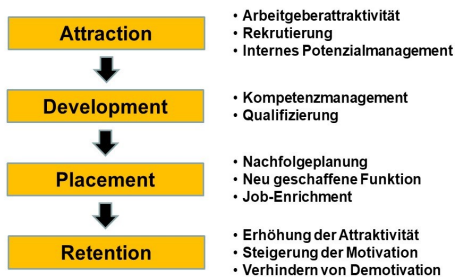 Attraction
• Arbeitgeberattraktivität
• Rekrutierung
• Internes Potenzialmanagement
Development
• Kompetenzmanagement
• Qualifizierung
Placement
• Nachfolgeplanung
• Neu geschaffene Funktion
• Job-Enrichment
Retention
• Erhöhung der Attraktivität
• Steigerung der Motivation
• Verhindern von Demotivation